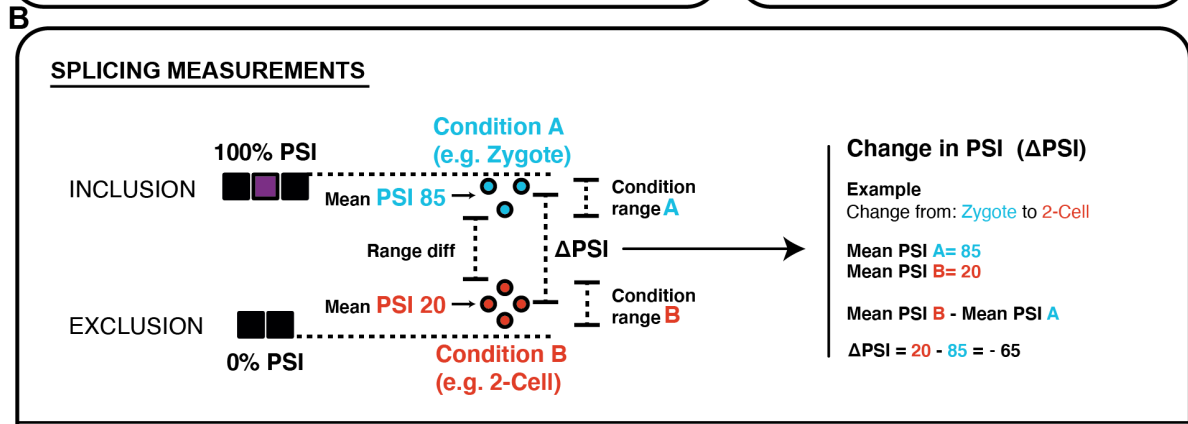 B
SPLICING MEASUREMENTS
Condition A
(e.g. Zygote)
100% PSI
INCLUSION
Mean PSI 85
Condition
range A
Range diff
ΔPSI
Mean PSI 20
Condition
range B
EXCLUSION
0% PSI
Condition B
(e.g. 2-Cell)
Change in PSI (ΔPSI)
Example
Change from: Zygote to 2-Cell
Mean PSI A= 85
Mean PSI B= 20
Mean PSI B - Mean PSI A
ΔPSI = 20 - 85 = - 65